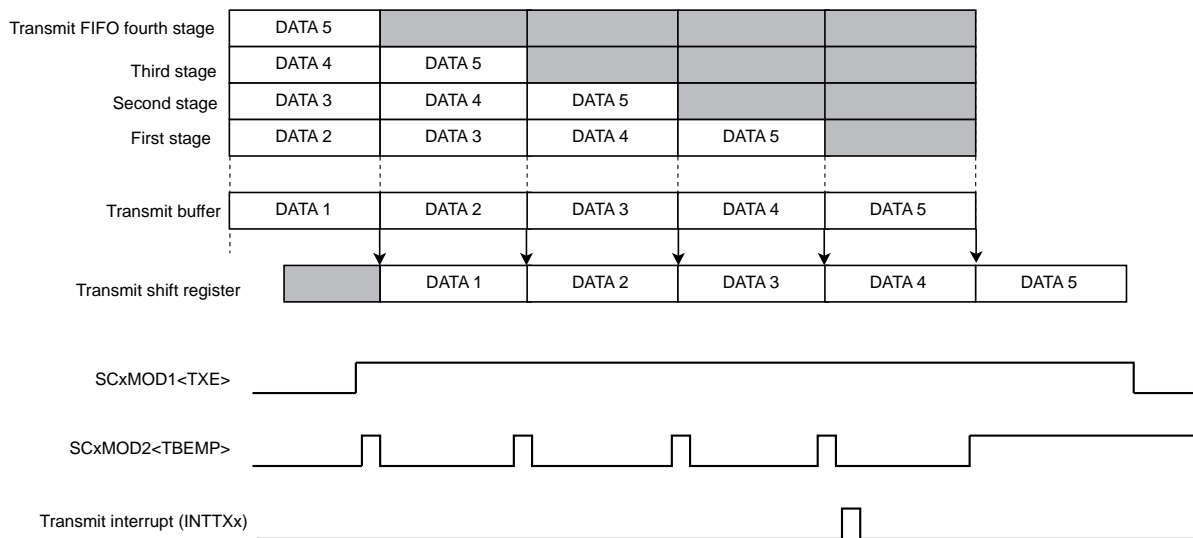 Transmit FIFO fourth stage DATA 5
Third stage DATA 4 DATA 5
Second stage DATA 3 DATA 4 DATA 5
First stage DATA 2 DATA 3 DATA 4 DATA 5
Transmit buffer DATA 1 DATA 2 DATA 3 DATA 4 DATA 5
Transmit shift register DATA 1 DATA 2 DATA 3 DATA 4 DATA 5
SCxMOD1<TXE>
SCxMOD2<TBEMP>
Transmit interrupt (INTTXx)